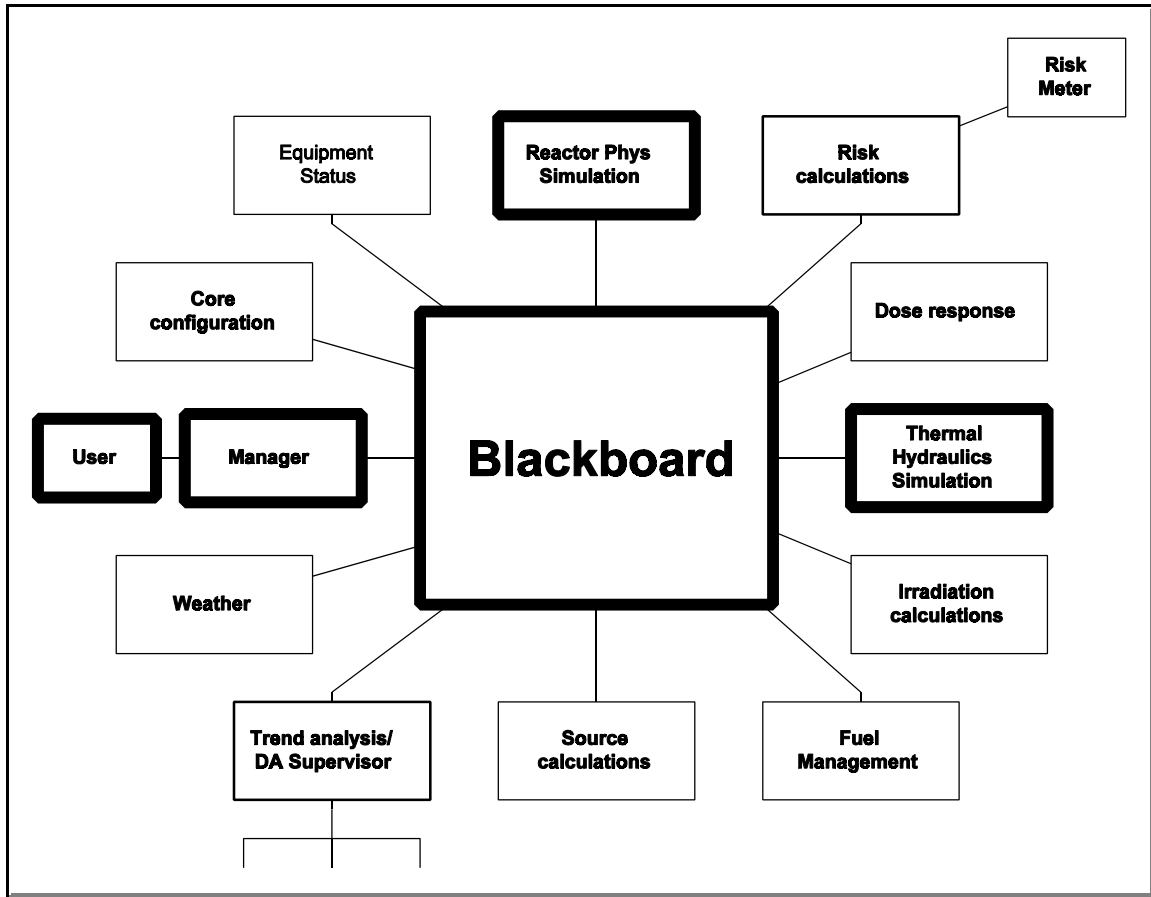 Risk
Meter
Equipment
Status
Reactor Phys
Simulation
Risk
calculations
Core
configuration
Dose response
User
Manager
Blackboard
Thermal
Hydraulics
Simulation
Weather
Irradiation
calculations
Trend analysis/
DA Supervisor
Source
calculations
Fuel
Management